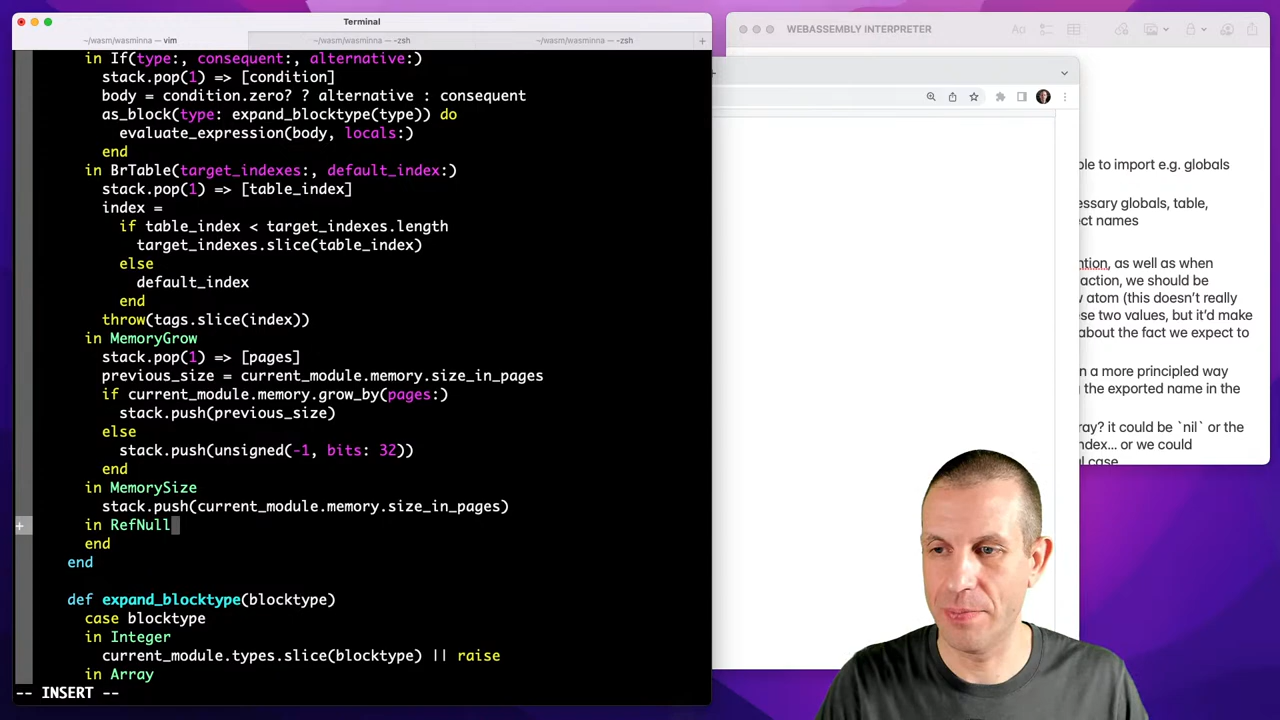 Terminal
~/wasm/wasminna — vim
~/wasm/wasminna — -zsh
~/wasm/wasminna — -zsh
+
in If(type:, consequent:, alternative:)
stack.pop(1) => [condition]
body = condition.zero? ? alternative : consequent
as_block(type: expand_blocktype(type)) do
evaluate_expression(body, locals:)
end
in BrTable(target_indexes:, default_index:)
stack.pop(1) => [table_index]
index =
if table_index < target_indexes.length
target_indexes.slice(table_index)
else
default_index
end
throw(tags.slice(index))
in MemoryGrow
stack.pop(1) => [pages]
previous_size = current_module.memory.size_in_pages
if current_module.memory.grow_by(pages:)
stack.push(previous_size)
else
stack.push(unsigned(-1, bits: 32))
end
in MemorySize
stack.push(current_module.memory.size_in_pages)
+ in RefNull
end
end
def expand_blocktype(blocktype)
case blocktype
in Integer
current_module.types.slice(blocktype) || raise
in Array
-- INSERT --
WEBASSEMBLY INTERPRETER
Aa
ble to import e.g. globals
essary globals, table,
ect names
ntion, as well as when
action, we should be
w atom (this doesn't really
se two values, but it'd make
about the fact we expect to
n a more principled way
the exported name in the
ray? it could be `nil` or the
ndex... or we could
al case